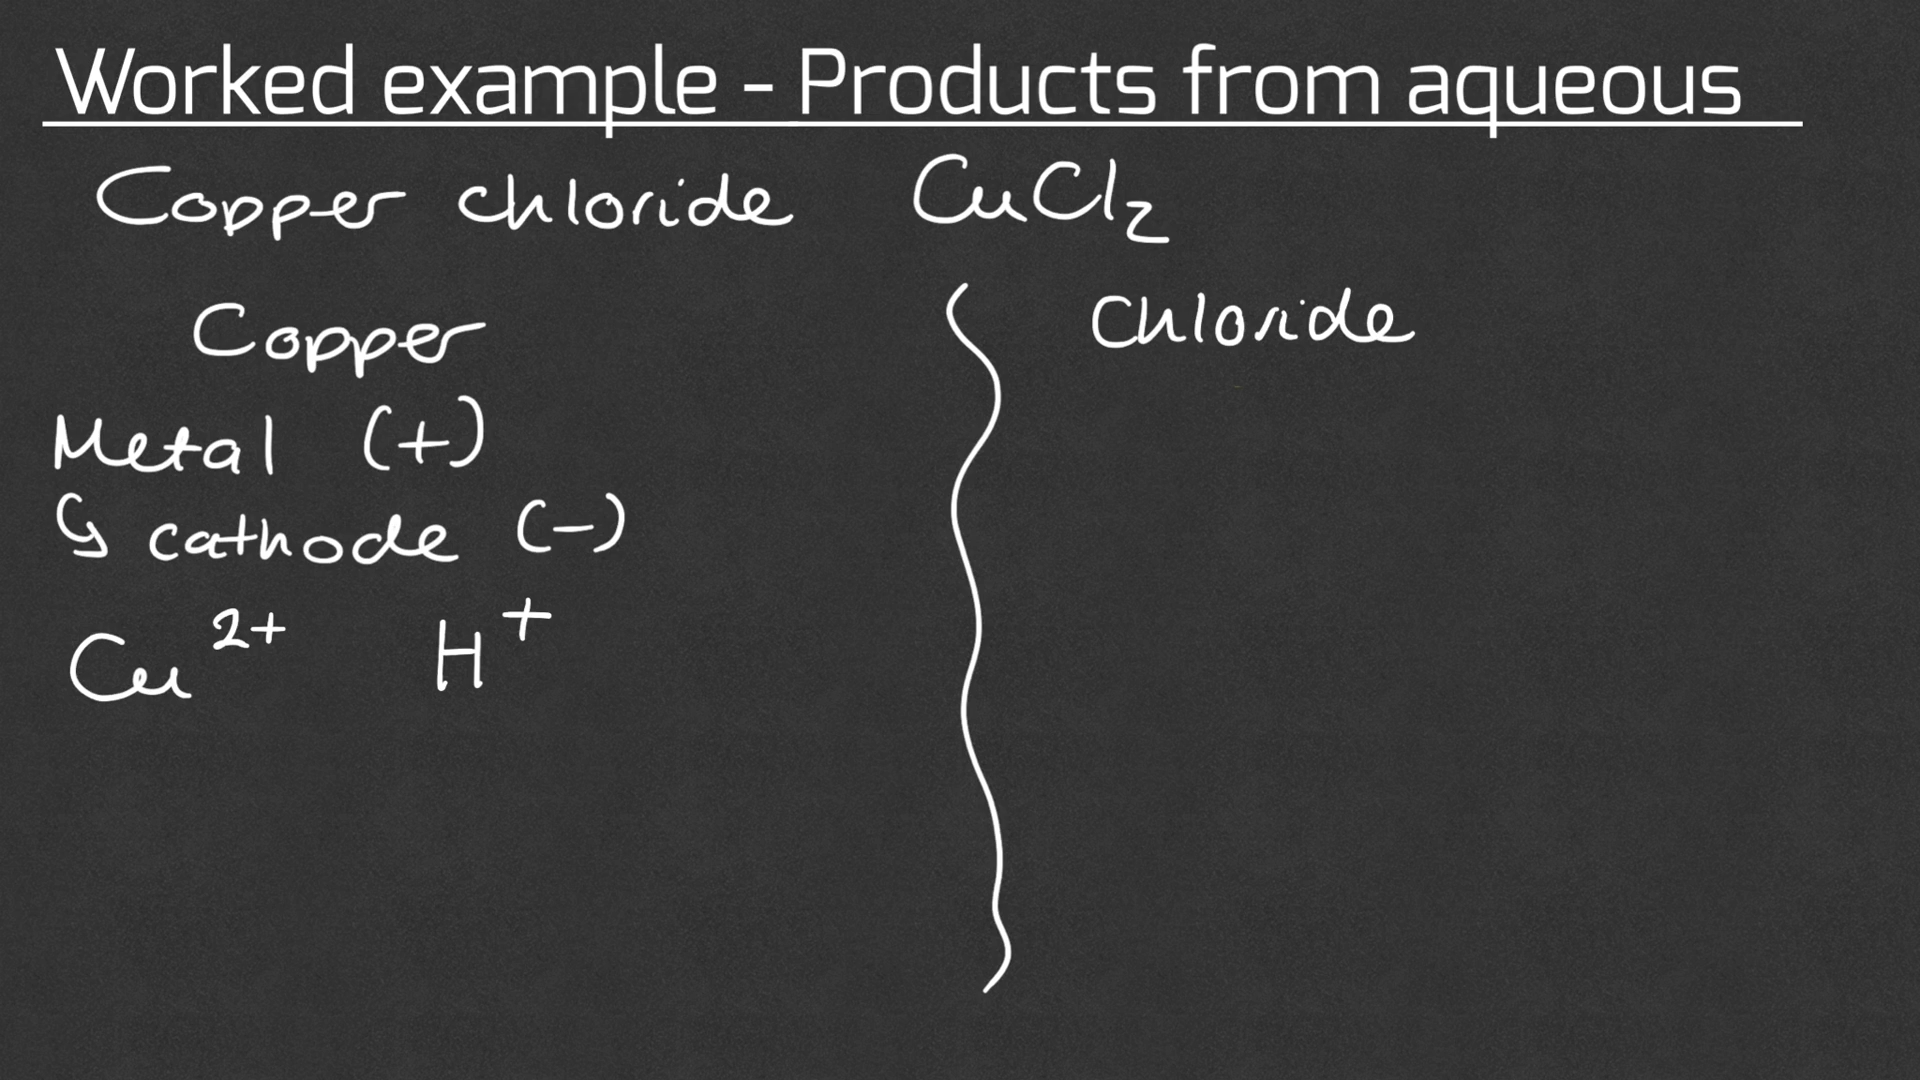 Worked example - Products from aqueous
Copper chloride CuCl₂
Copper
Metal (+)
↳ cathode (-)
Cu²⁺ H⁺
Chloride